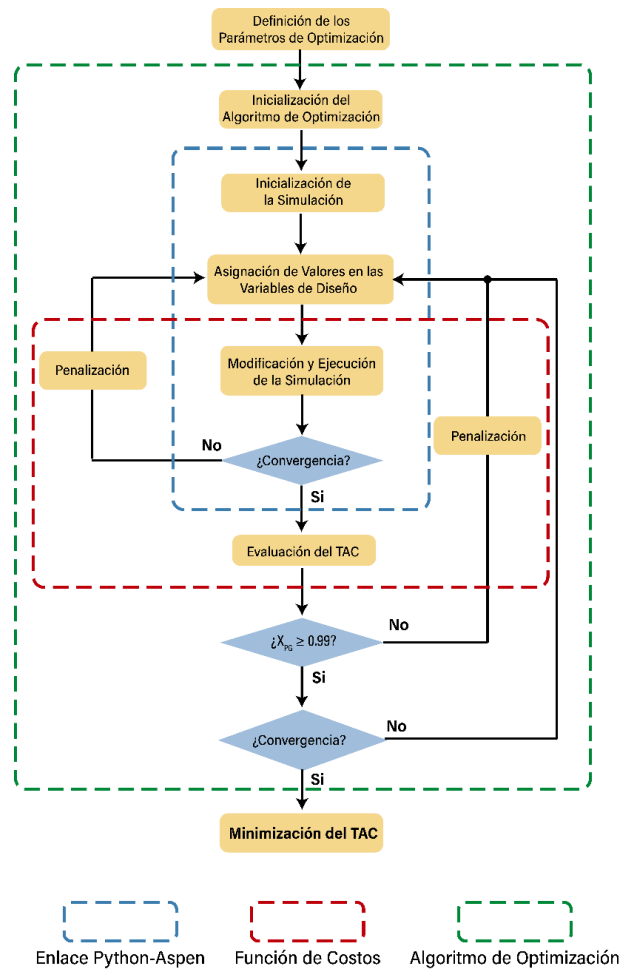 Definición de los
Parámetros de Optimización
Inicialización del
Algoritmo de Optimización
Inicialización de
la Simulación
Asignación de Valores en las
Variables de Diseño
Modificación y Ejecución
de la Simulación
Penalización
Penalización
No
¿Convergencia?
Si
Evaluación del TAC
¿X_PG ≥ 0.99?
No
Si
¿Convergencia?
No
Si
Minimización del TAC
Enlace Python-Aspen
Función de Costos
Algoritmo de Optimización